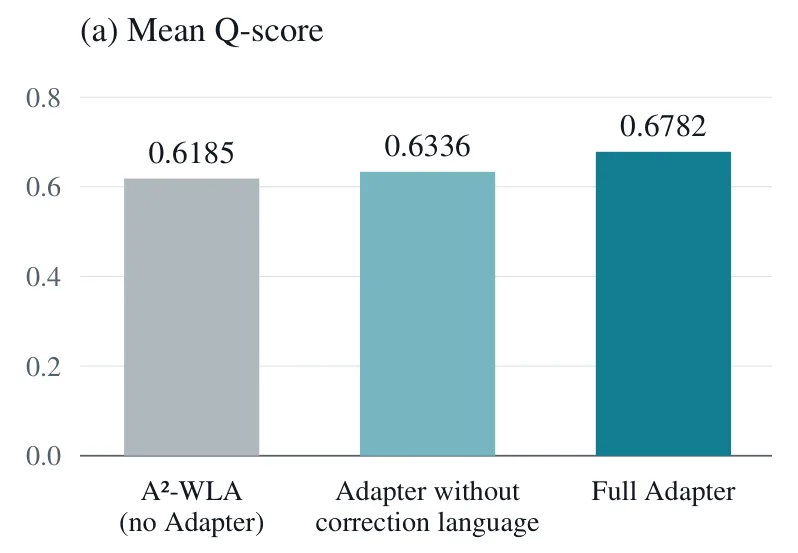 (a) Mean Q-score
0.8
0.6
0.4
0.2
0.0
0.6185
0.6336
0.6782
A²-WLA
(no Adapter)
Adapter without
correction language
Full Adapter